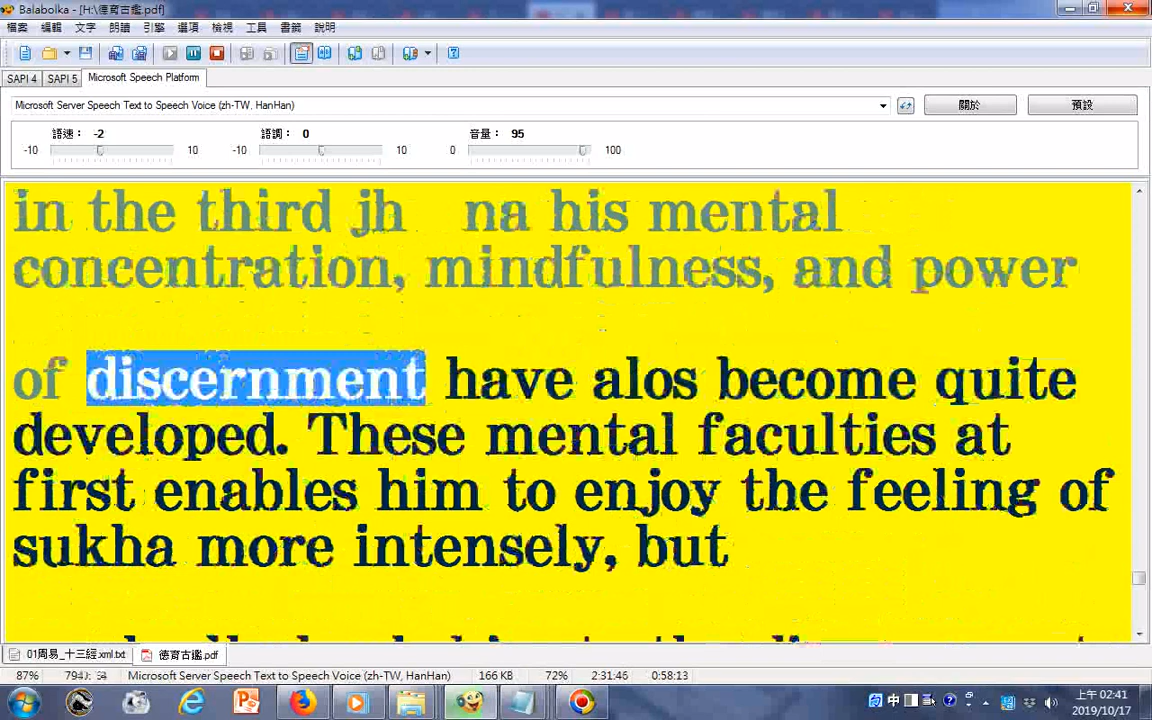 Balabolka - [H:\德育古鑑.pdf]
檔案 編輯 文字 朗讀 引擎 選項 檢視 工具 書籤 說明
SAPI 4 SAPI 5 Microsoft Speech Platform
Microsoft Server Speech Text to Speech Voice (zh-TW, HanHan) 關於 預設
語速： -2 語調： 0 音量： 95
-10 10 -10 10 0 100
in the third jh na his mental
concentration, mindfulness, and power
of discernment have alos become quite
developed. These mental faculties at
first enables him to enjoy the feeling of
sukha more intensely, but
01周易_十三經.xml.txt 德育古鑑.pdf
87% Microsoft Server Speech Text to Speech Voice (zh-TW, HanHan) 166 KB 72% 2:31:46 0:58:13
中 上午 02:41
2019/10/17